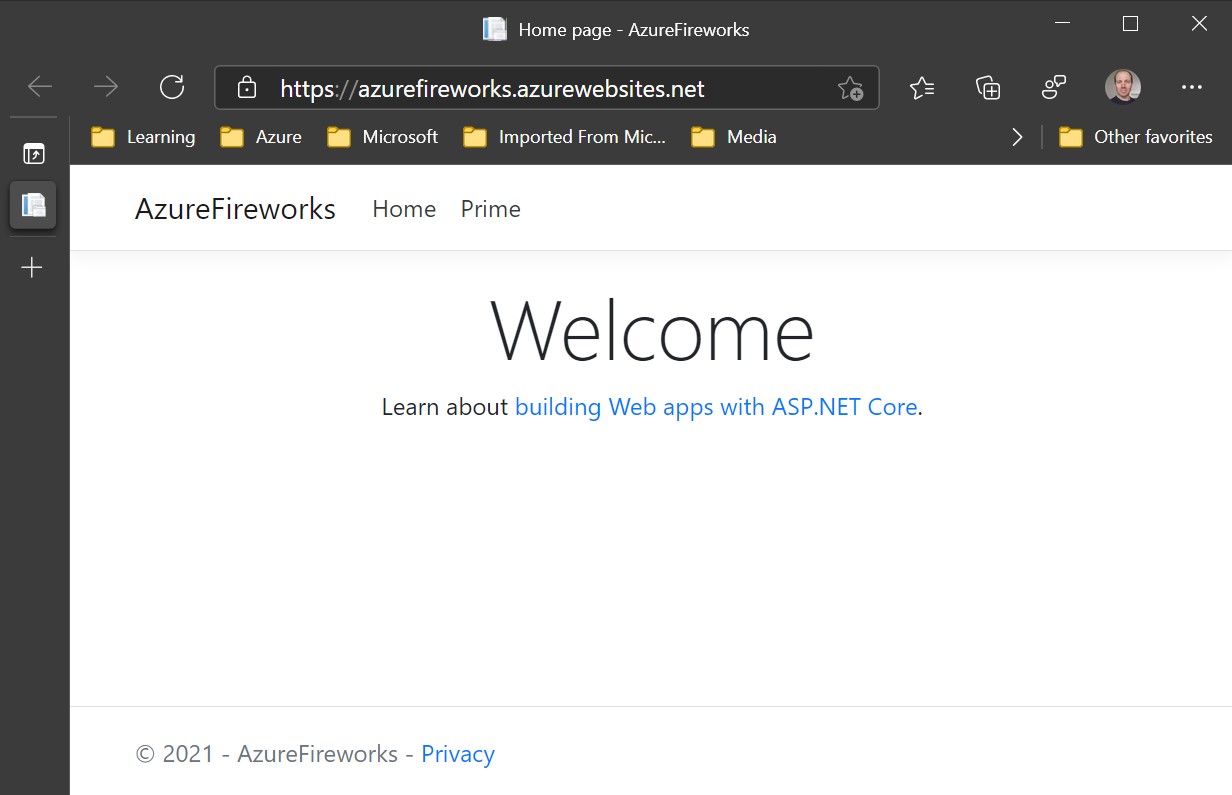 Home page - AzureFireworks
https://azurefireworks.azurewebsites.net
Learning Azure Microsoft Imported From Mic... Media Other favorites
AzureFireworks Home Prime
Welcome
Learn about building Web apps with ASP.NET Core.
© 2021 - AzureFireworks - Privacy